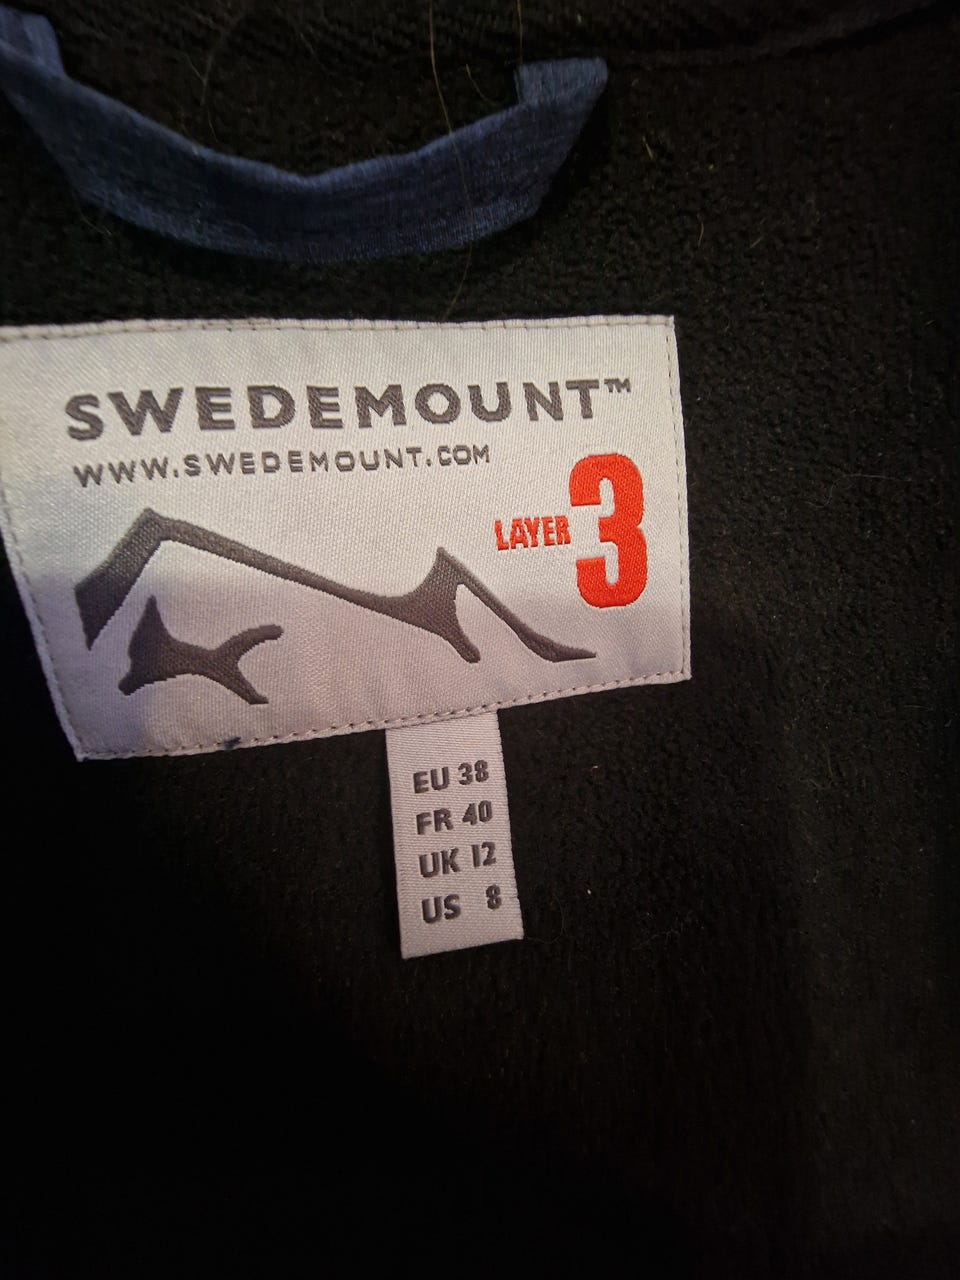 SWEDEMOUNT™
WWW.SWEDEMOUNT.COM
LAYER 3
EU 38
FR 40
UK 12
US 8